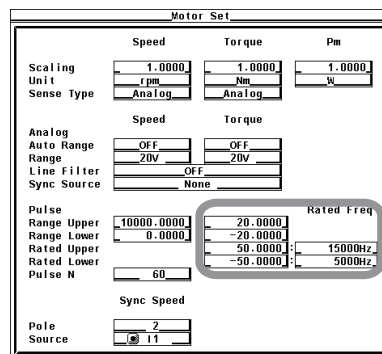 Motor Set
Speed Torque Pm
Scaling 1.0000 1.0000 1.0000
Unit rpm Nm W
Sense Type Analog Analog
Speed Torque
Analog
Auto Range OFF OFF
Range 20V 20V
Line Filter OFF
Sync Source None
Pulse Rated Freq
Range Upper 10000.0000 20.0000
Range Lower 0.0000 -20.0000
Rated Upper 50.0000 : 15000Hz
Rated Lower -50.0000 : 5000Hz
Pulse N 60
Sync Speed
Pole 2
Source I1